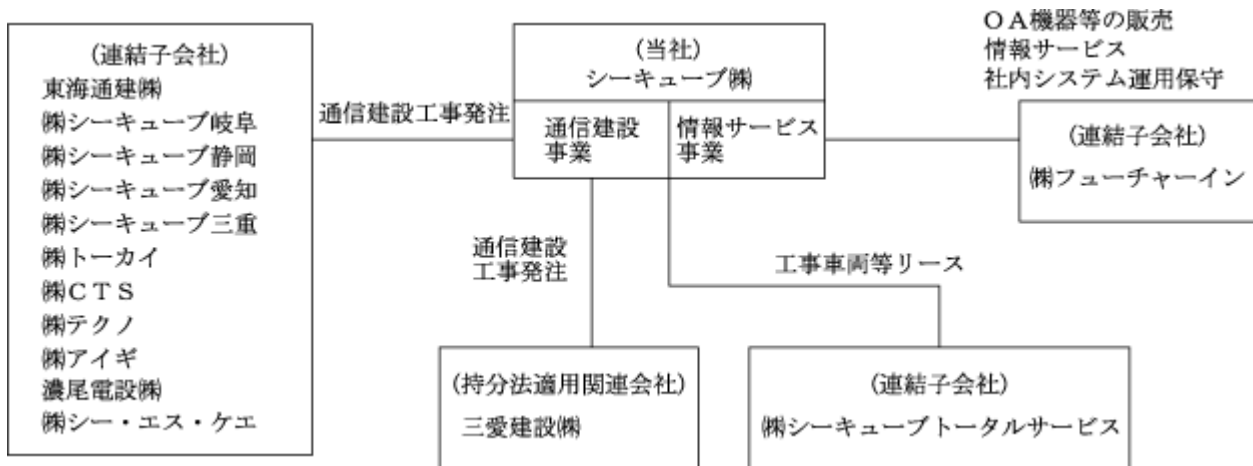 (連結子会社)
東海通建㈱
㈱シーキューブ岐阜
㈱シーキューブ静岡
㈱シーキューブ愛知
㈱シーキューブ三重
㈱トーカイ
㈱ＣＴＳ
㈱テクノ
㈱アイギ
濃尾電設㈱
㈱シー・エス・ケエ
通信建設工事発注
(当社)
シーキューブ㈱
通信建設
事業
情報サービス
事業
ＯＡ機器等の販売
情報サービス
社内システム運用保守
(連結子会社)
㈱フューチャーイン
通信建設
工事発注
工事車両等リース
(持分法適用関連会社)
三愛建設㈱
(連結子会社)
㈱シーキューブトータルサービス